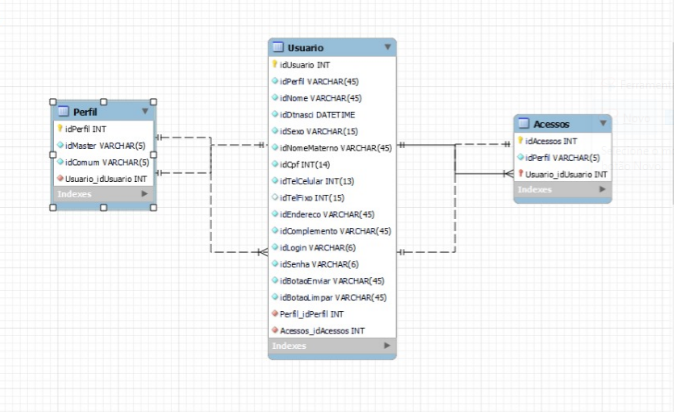 Perfil
idPerfil INT
idMaster VARCHAR(5)
idComum VARCHAR(5)
Usuario_idUsuario INT
Indexes
Usuario
idUsuario INT
idPerfil VARCHAR(45)
idNome VARCHAR(45)
idDtnasci DATETIME
idSexo VARCHAR(15)
idNomeMaterno VARCHAR(45)
idCpf INT(14)
idTelCelular INT(13)
idTelFixo INT(15)
idEndereco VARCHAR(45)
idComplemento VARCHAR(45)
idLogin VARCHAR(6)
idSenha VARCHAR(6)
idBotaoEnviar VARCHAR(45)
idBotaoLimpar VARCHAR(45)
Perfil_idPerfil INT
Acessos_idAcessos INT
Indexes
Acessos
idAcessos INT
idPerfil VARCHAR(5)
Usuario_idUsuario INT
Indexes